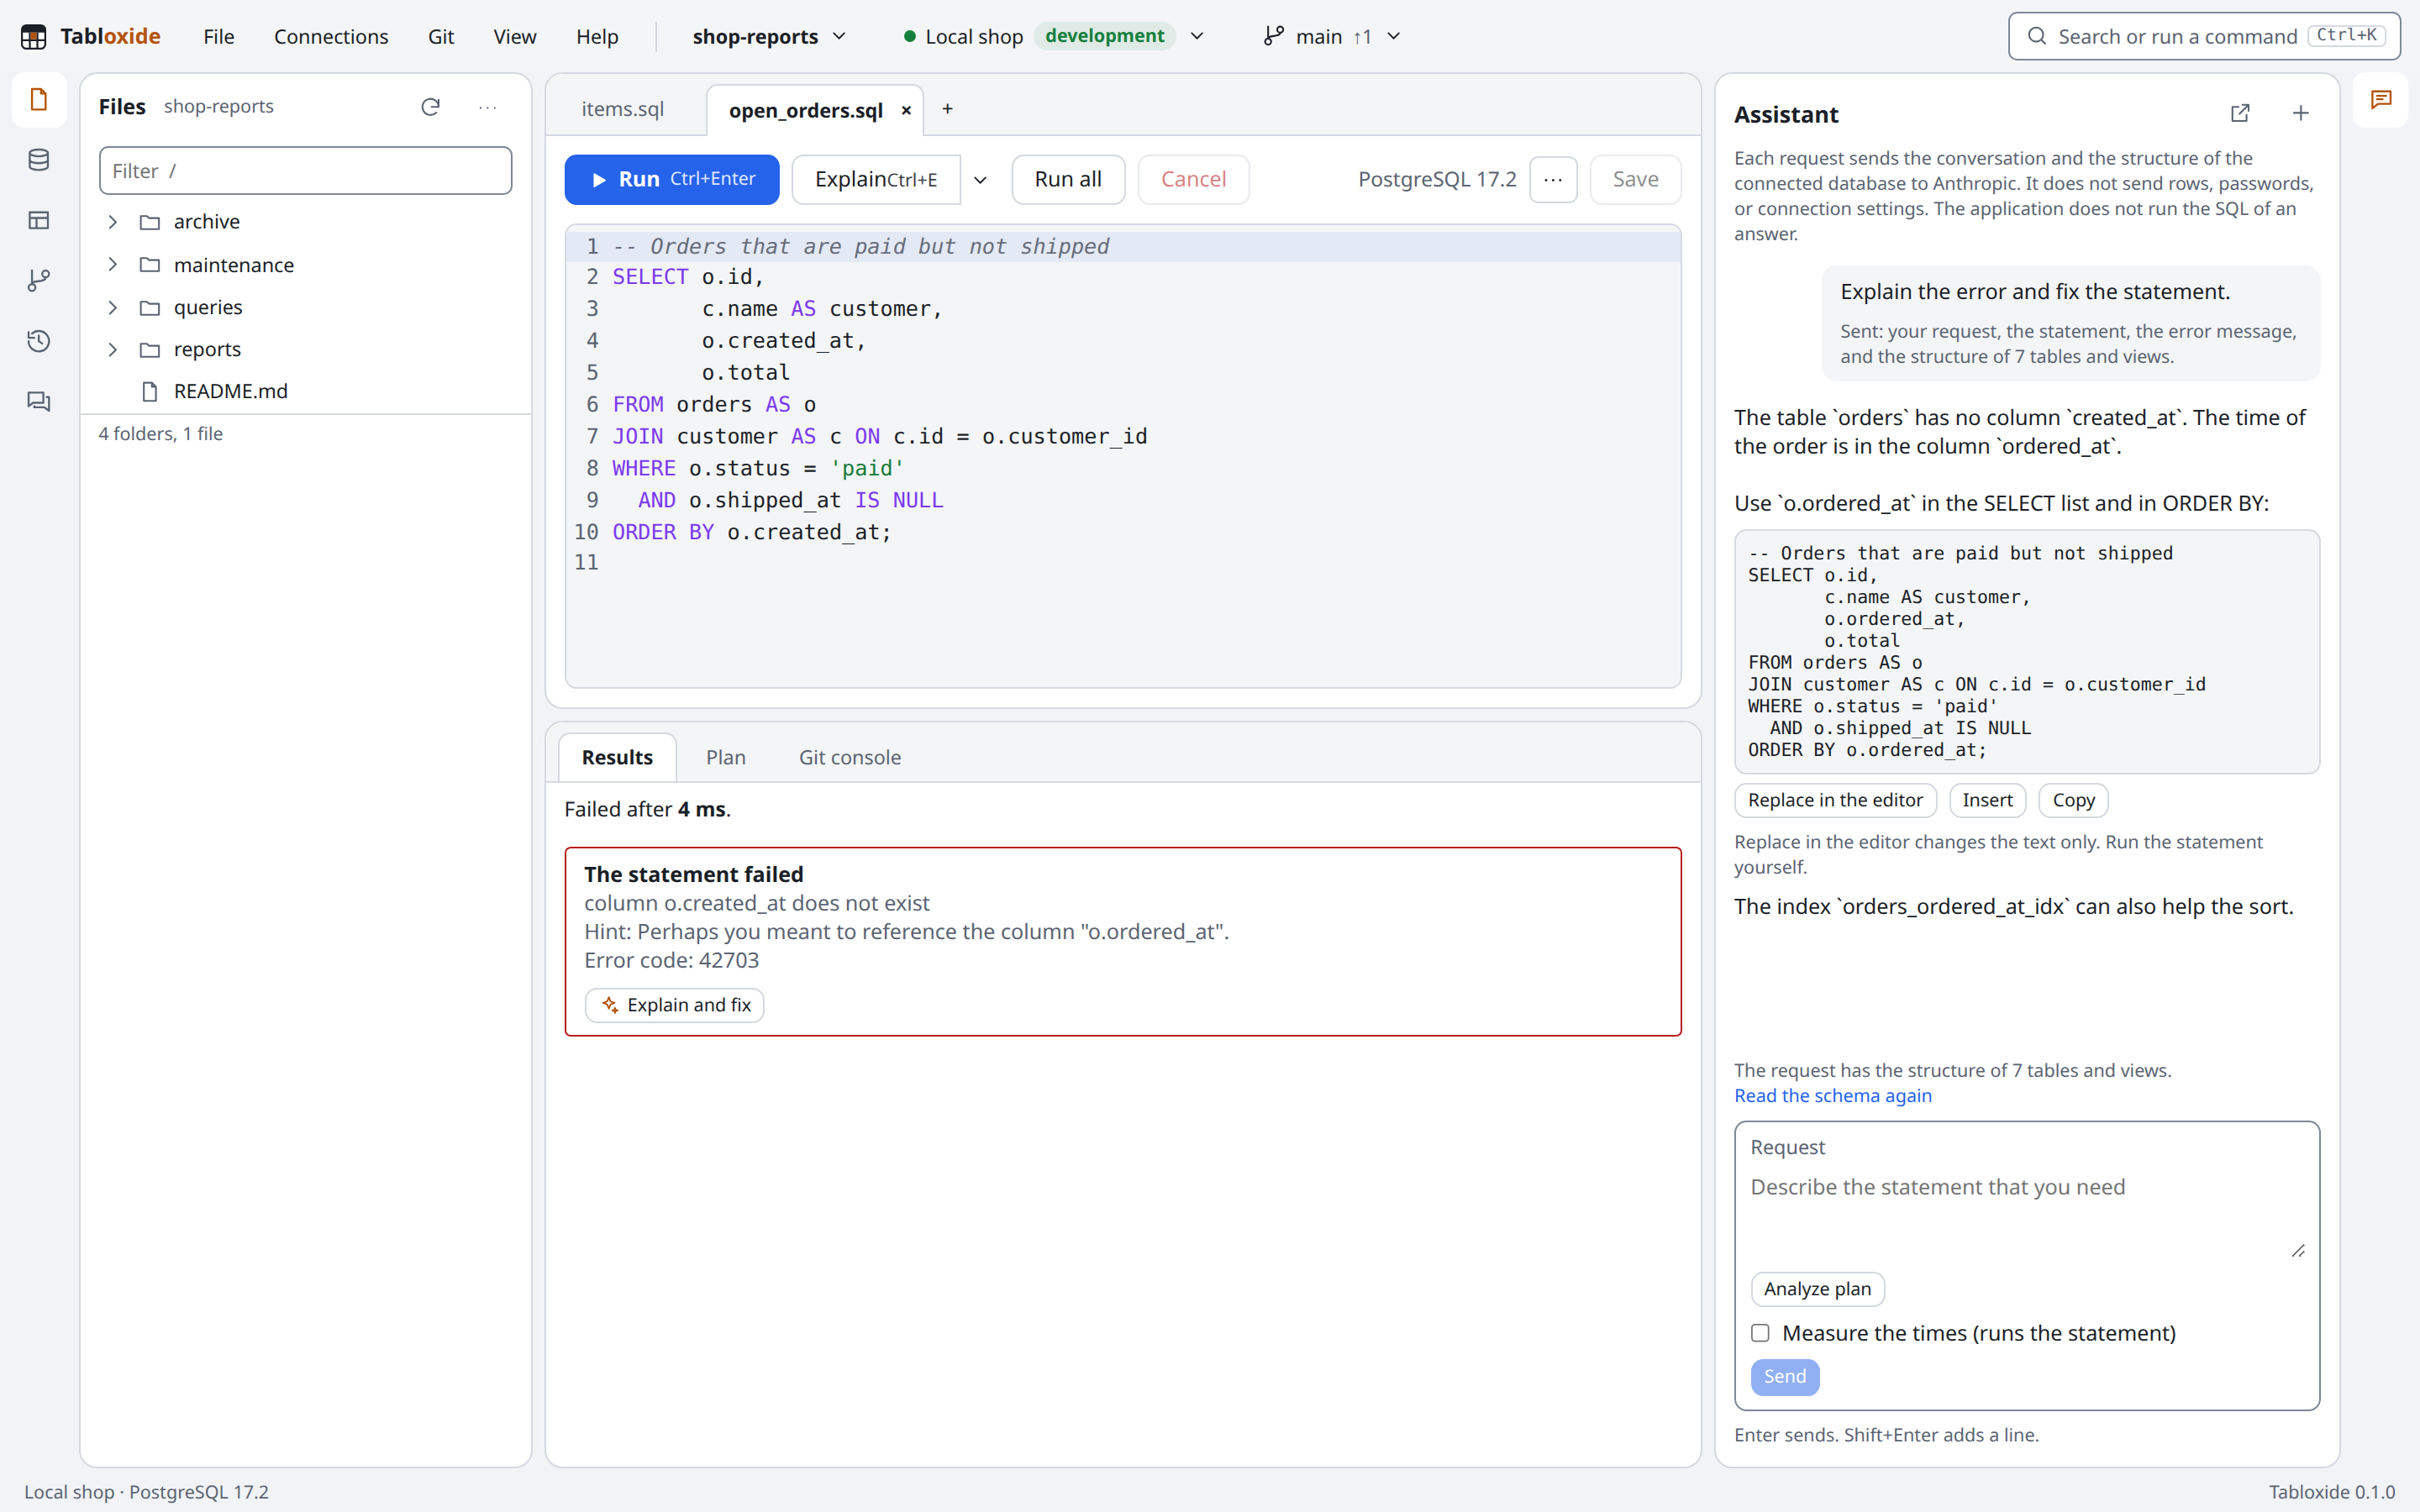 Tabloxide File Connections Git View Help shop-reports Local shop development main ↑1 Search or run a command Ctrl+K
Files shop-reports ···
Filter /
archive
maintenance
queries
reports
README.md
4 folders, 1 file
items.sql open_orders.sql × +
Run Ctrl+Enter Explain Ctrl+E Run all Cancel PostgreSQL 17.2 ··· Save
1 -- Orders that are paid but not shipped
2 SELECT o.id,
3        c.name AS customer,
4        o.created_at,
5        o.total
6 FROM orders AS o
7 JOIN customer AS c ON c.id = o.customer_id
8 WHERE o.status = 'paid'
9   AND o.shipped_at IS NULL
10 ORDER BY o.created_at;
11
Results Plan Git console
Failed after 4 ms.
The statement failed
column o.created_at does not exist
Hint: Perhaps you meant to reference the column "o.ordered_at".
Error code: 42703
Explain and fix
Assistant
Each request sends the conversation and the structure of the
connected database to Anthropic. It does not send rows, passwords,
or connection settings. The application does not run the SQL of an
answer.
Explain the error and fix the statement.
Sent: your request, the statement, the error message,
and the structure of 7 tables and views.
The table `orders` has no column `created_at`. The time of
the order is in the column `ordered_at`.
Use `o.ordered_at` in the SELECT list and in ORDER BY:
-- Orders that are paid but not shipped
SELECT o.id,
       c.name AS customer,
       o.ordered_at,
       o.total
FROM orders AS o
JOIN customer AS c ON c.id = o.customer_id
WHERE o.status = 'paid'
  AND o.shipped_at IS NULL
ORDER BY o.ordered_at;
Replace in the editor Insert Copy
Replace in the editor changes the text only. Run the statement
yourself.
The index `orders_ordered_at_idx` can also help the sort.
The request has the structure of 7 tables and views.
Read the schema again
Request
Describe the statement that you need
Analyze plan
Measure the times (runs the statement)
Send
Enter sends. Shift+Enter adds a line.
Local shop · PostgreSQL 17.2
Tabloxide 0.1.0